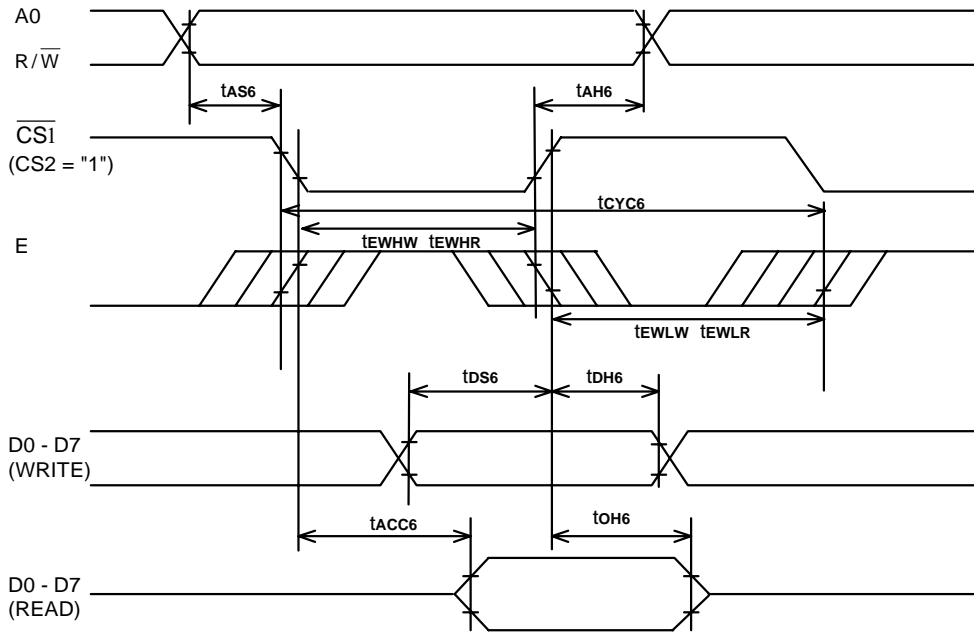 A0
R/W̅
tAS6 tAH6
C̅S̅1̅
(CS2 = "1")
tCYC6
tEWHW tEWHR
E
tEWLW tEWLR
tDS6 tDH6
D0 - D7
(WRITE)
tACC6 tOH6
D0 - D7
(READ)